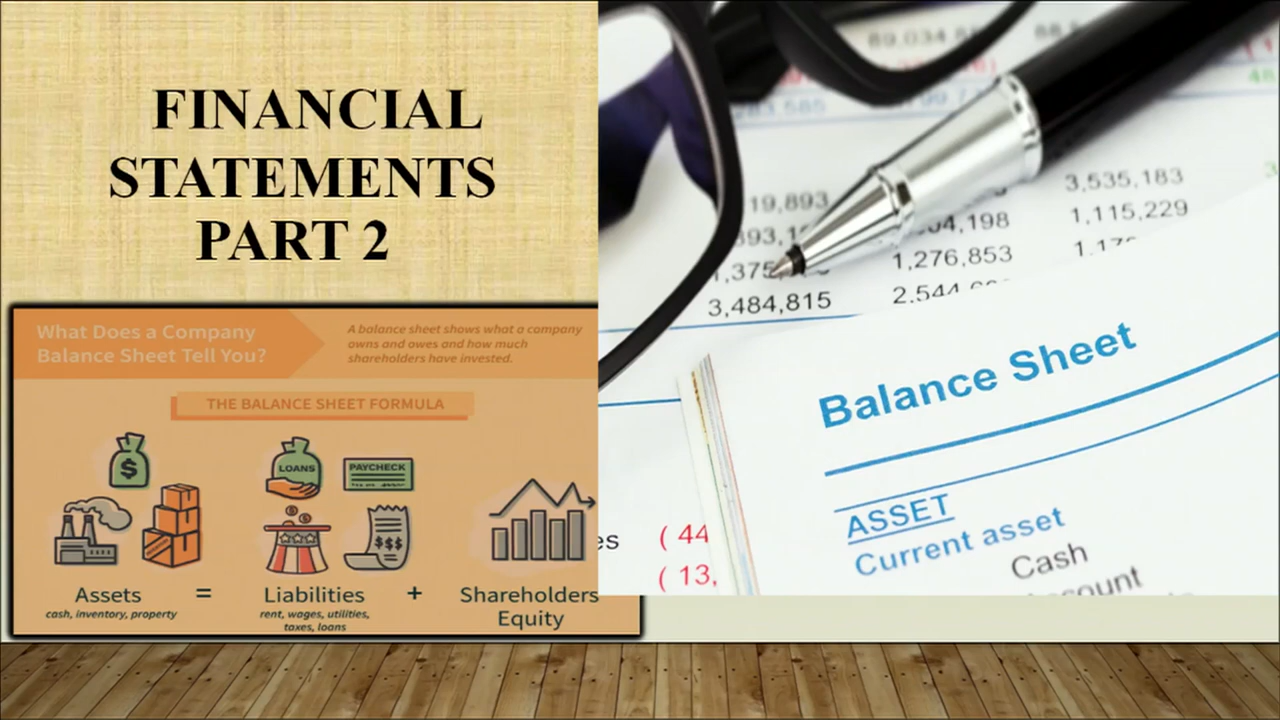 FINANCIAL
STATEMENTS
PART 2
What Does a Company
Balance Sheet Tell You?
A balance sheet shows what a company
owns and owes and how much
shareholders have invested.
THE BALANCE SHEET FORMULA
$
LOANS
PAYCHECK
$$$
Assets = Liabilities + Shareholders
Equity
cash, inventory, property
rent, wages, utilities,
taxes, loans
19,893
3,535,183
1,115,229
1,276,853
3,484,815
Balance Sheet
ASSET
Current asset
Cash
( 44
( 13,